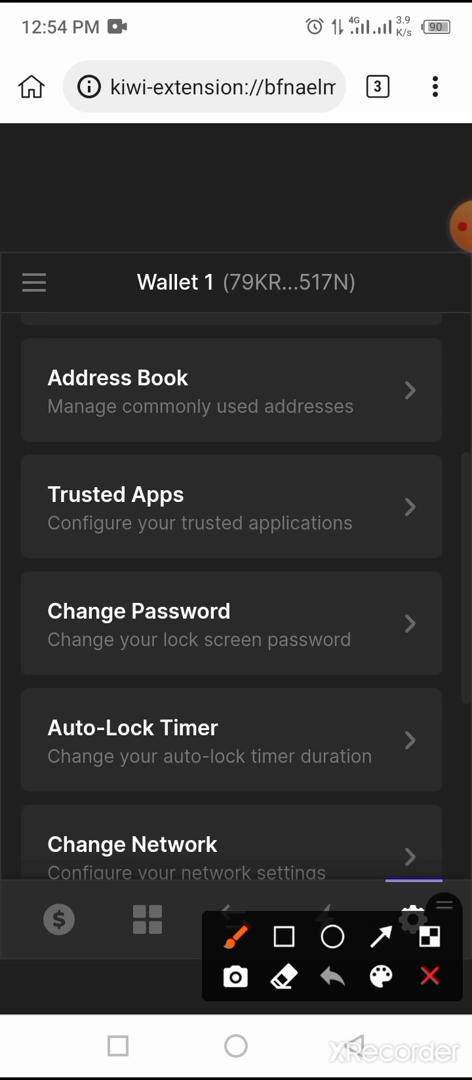 12:54 PM
4G
3.9
K/s
90
kiwi-extension://bfnaelm
3
Wallet 1 (79KR...517N)
Address Book
Manage commonly used addresses
Trusted Apps
Configure your trusted applications
Change Password
Change your lock screen password
Auto-Lock Timer
Change your auto-lock timer duration
Change Network
Configure your network settings
XRecorder